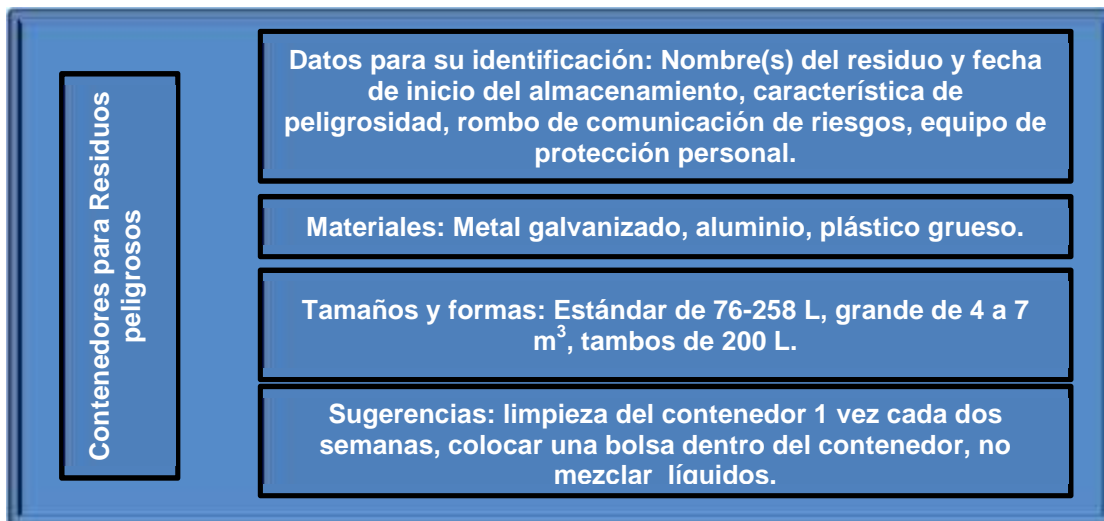 Contenedores para Residuos
peligrosos
Datos para su identificación: Nombre(s) del residuo y fecha
de inicio del almacenamiento, característica de
peligrosidad, rombo de comunicación de riesgos, equipo de
protección personal.
Materiales: Metal galvanizado, aluminio, plástico grueso.
Tamaños y formas: Estándar de 76-258 L, grande de 4 a 7
m³, tambos de 200 L.
Sugerencias: limpieza del contenedor 1 vez cada dos
semanas, colocar una bolsa dentro del contenedor, no
mezclar líquidos.